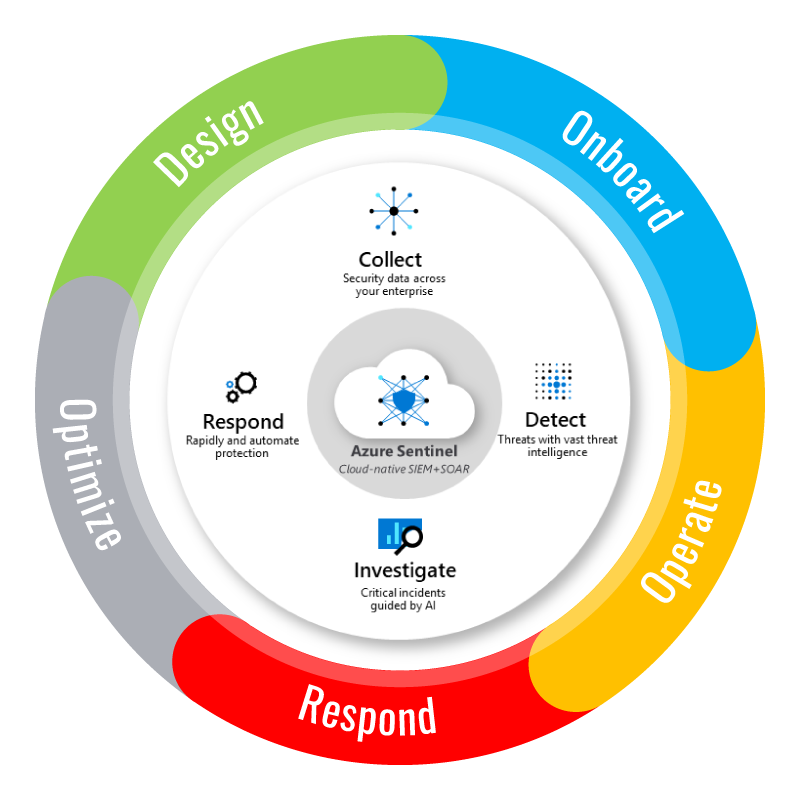 Design
Onboard
Collect
Security data across
your enterprise
Respond
Rapidly and automate
protection
Azure Sentinel
Cloud-native SIEM+SOAR
Detect
Threats with vast threat
intelligence
Optimize
Operate
Investigate
Critical incidents
guided by AI
Respond